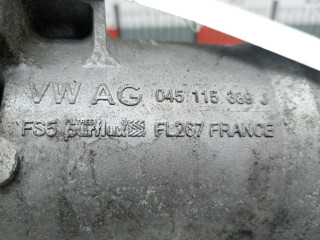 VW AG 045 115 389 J
FS5 purflux FL267 FRANCE